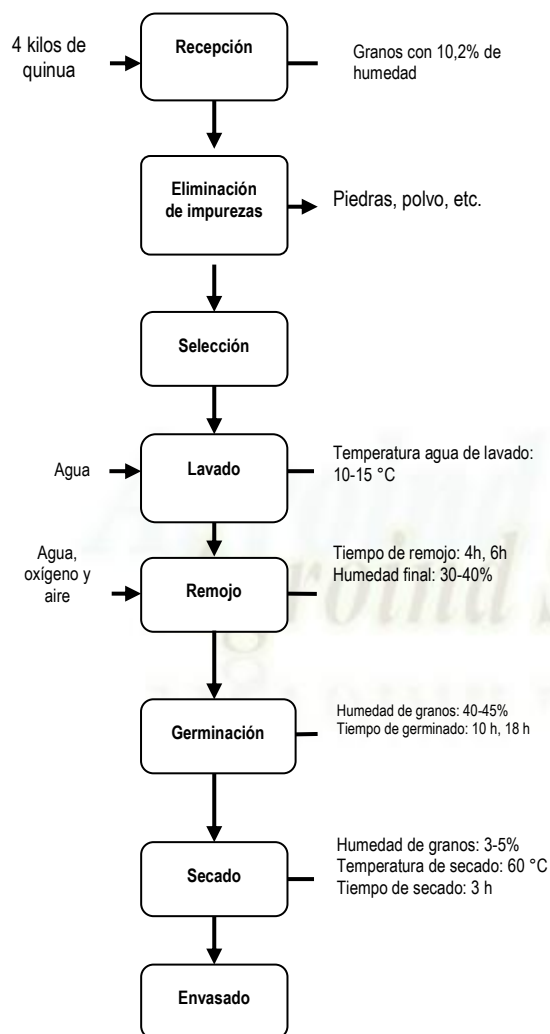 4 kilos de
quinua
Recepción
Granos con 10,2% de
humedad
Eliminación
de impurezas
Piedras, polvo, etc.
Selección
Agua
Lavado
Temperatura agua de lavado:
10-15 °C
Agua,
oxígeno y
aire
Remojo
Tiempo de remojo: 4h, 6h
Humedad final: 30-40%
Germinación
Humedad de granos: 40-45%
Tiempo de germinado: 10 h, 18 h
Secado
Humedad de granos: 3-5%
Temperatura de secado: 60 °C
Tiempo de secado: 3 h
Envasado